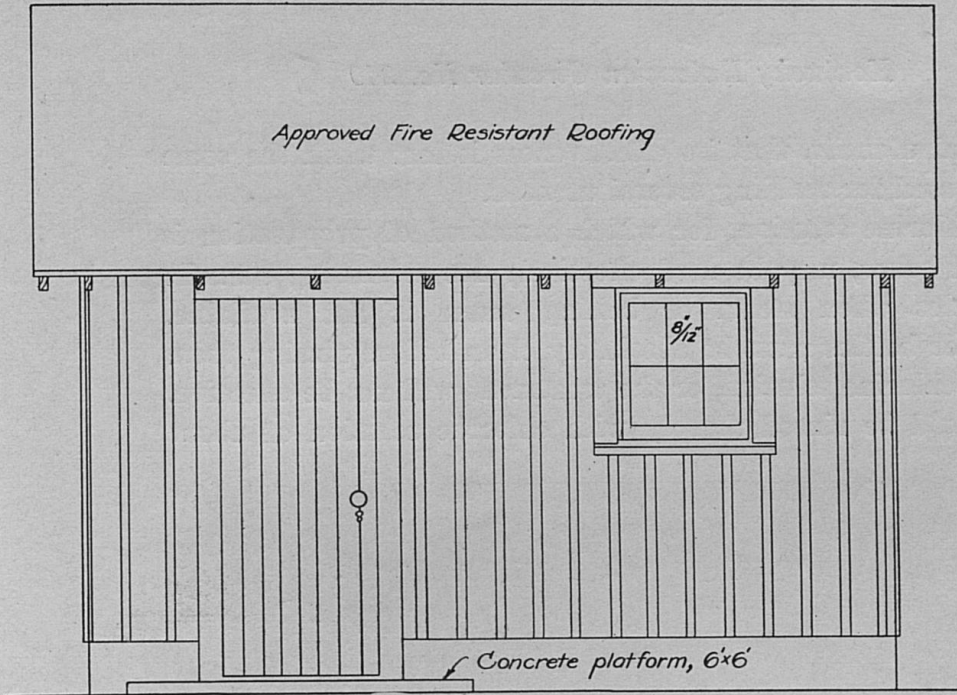 Approved Fire Resistant Roofing
8"/12"
Concrete platform, 6'x6'